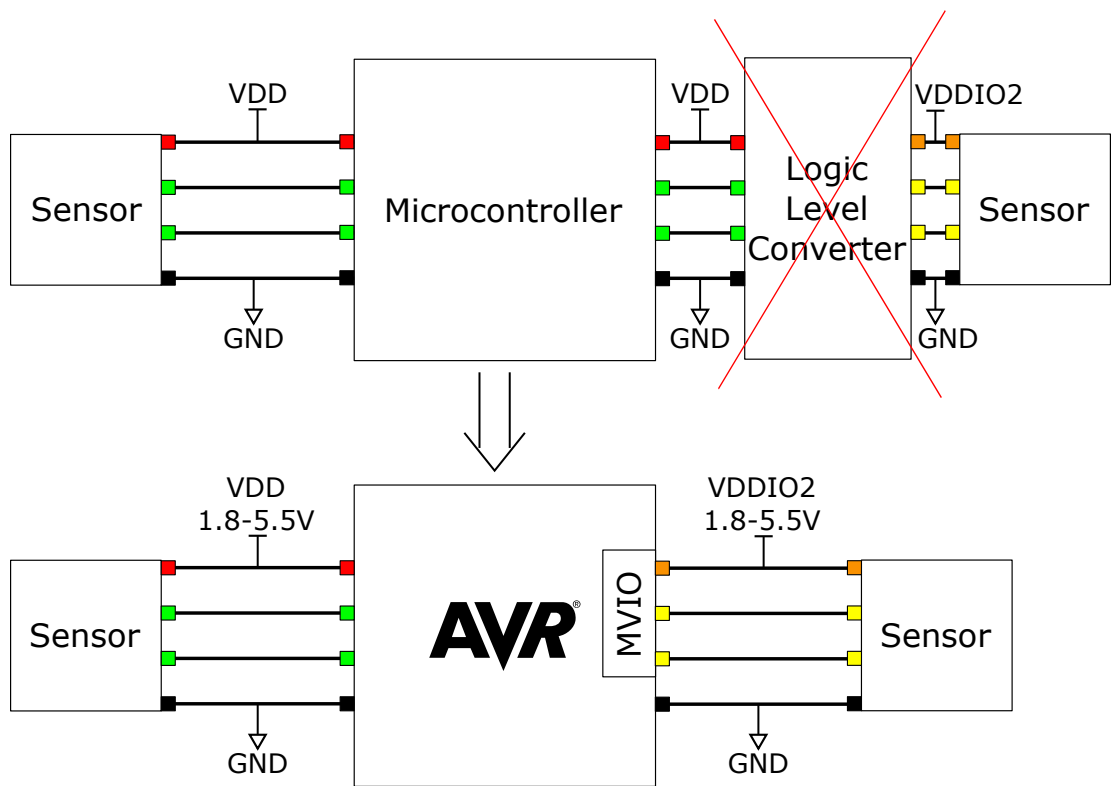 VDD
VDD
VDDIO2
Sensor
Microcontroller
Logic
Level
Converter
Sensor
GND
GND
GND
VDD
1.8-5.5V
VDDIO2
1.8-5.5V
Sensor
AVR®
MVIO
Sensor
GND
GND